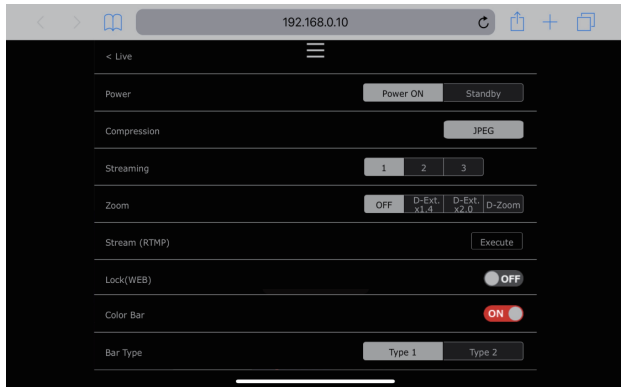 192.168.0.10
< Live
Power Power ON Standby
Compression JPEG
Streaming 1 2 3
Zoom OFF D-Ext. x1.4 D-Ext. x2.0 D-Zoom
Stream (RTMP) Execute
Lock(WEB) OFF
Color Bar ON
Bar Type Type 1 Type 2